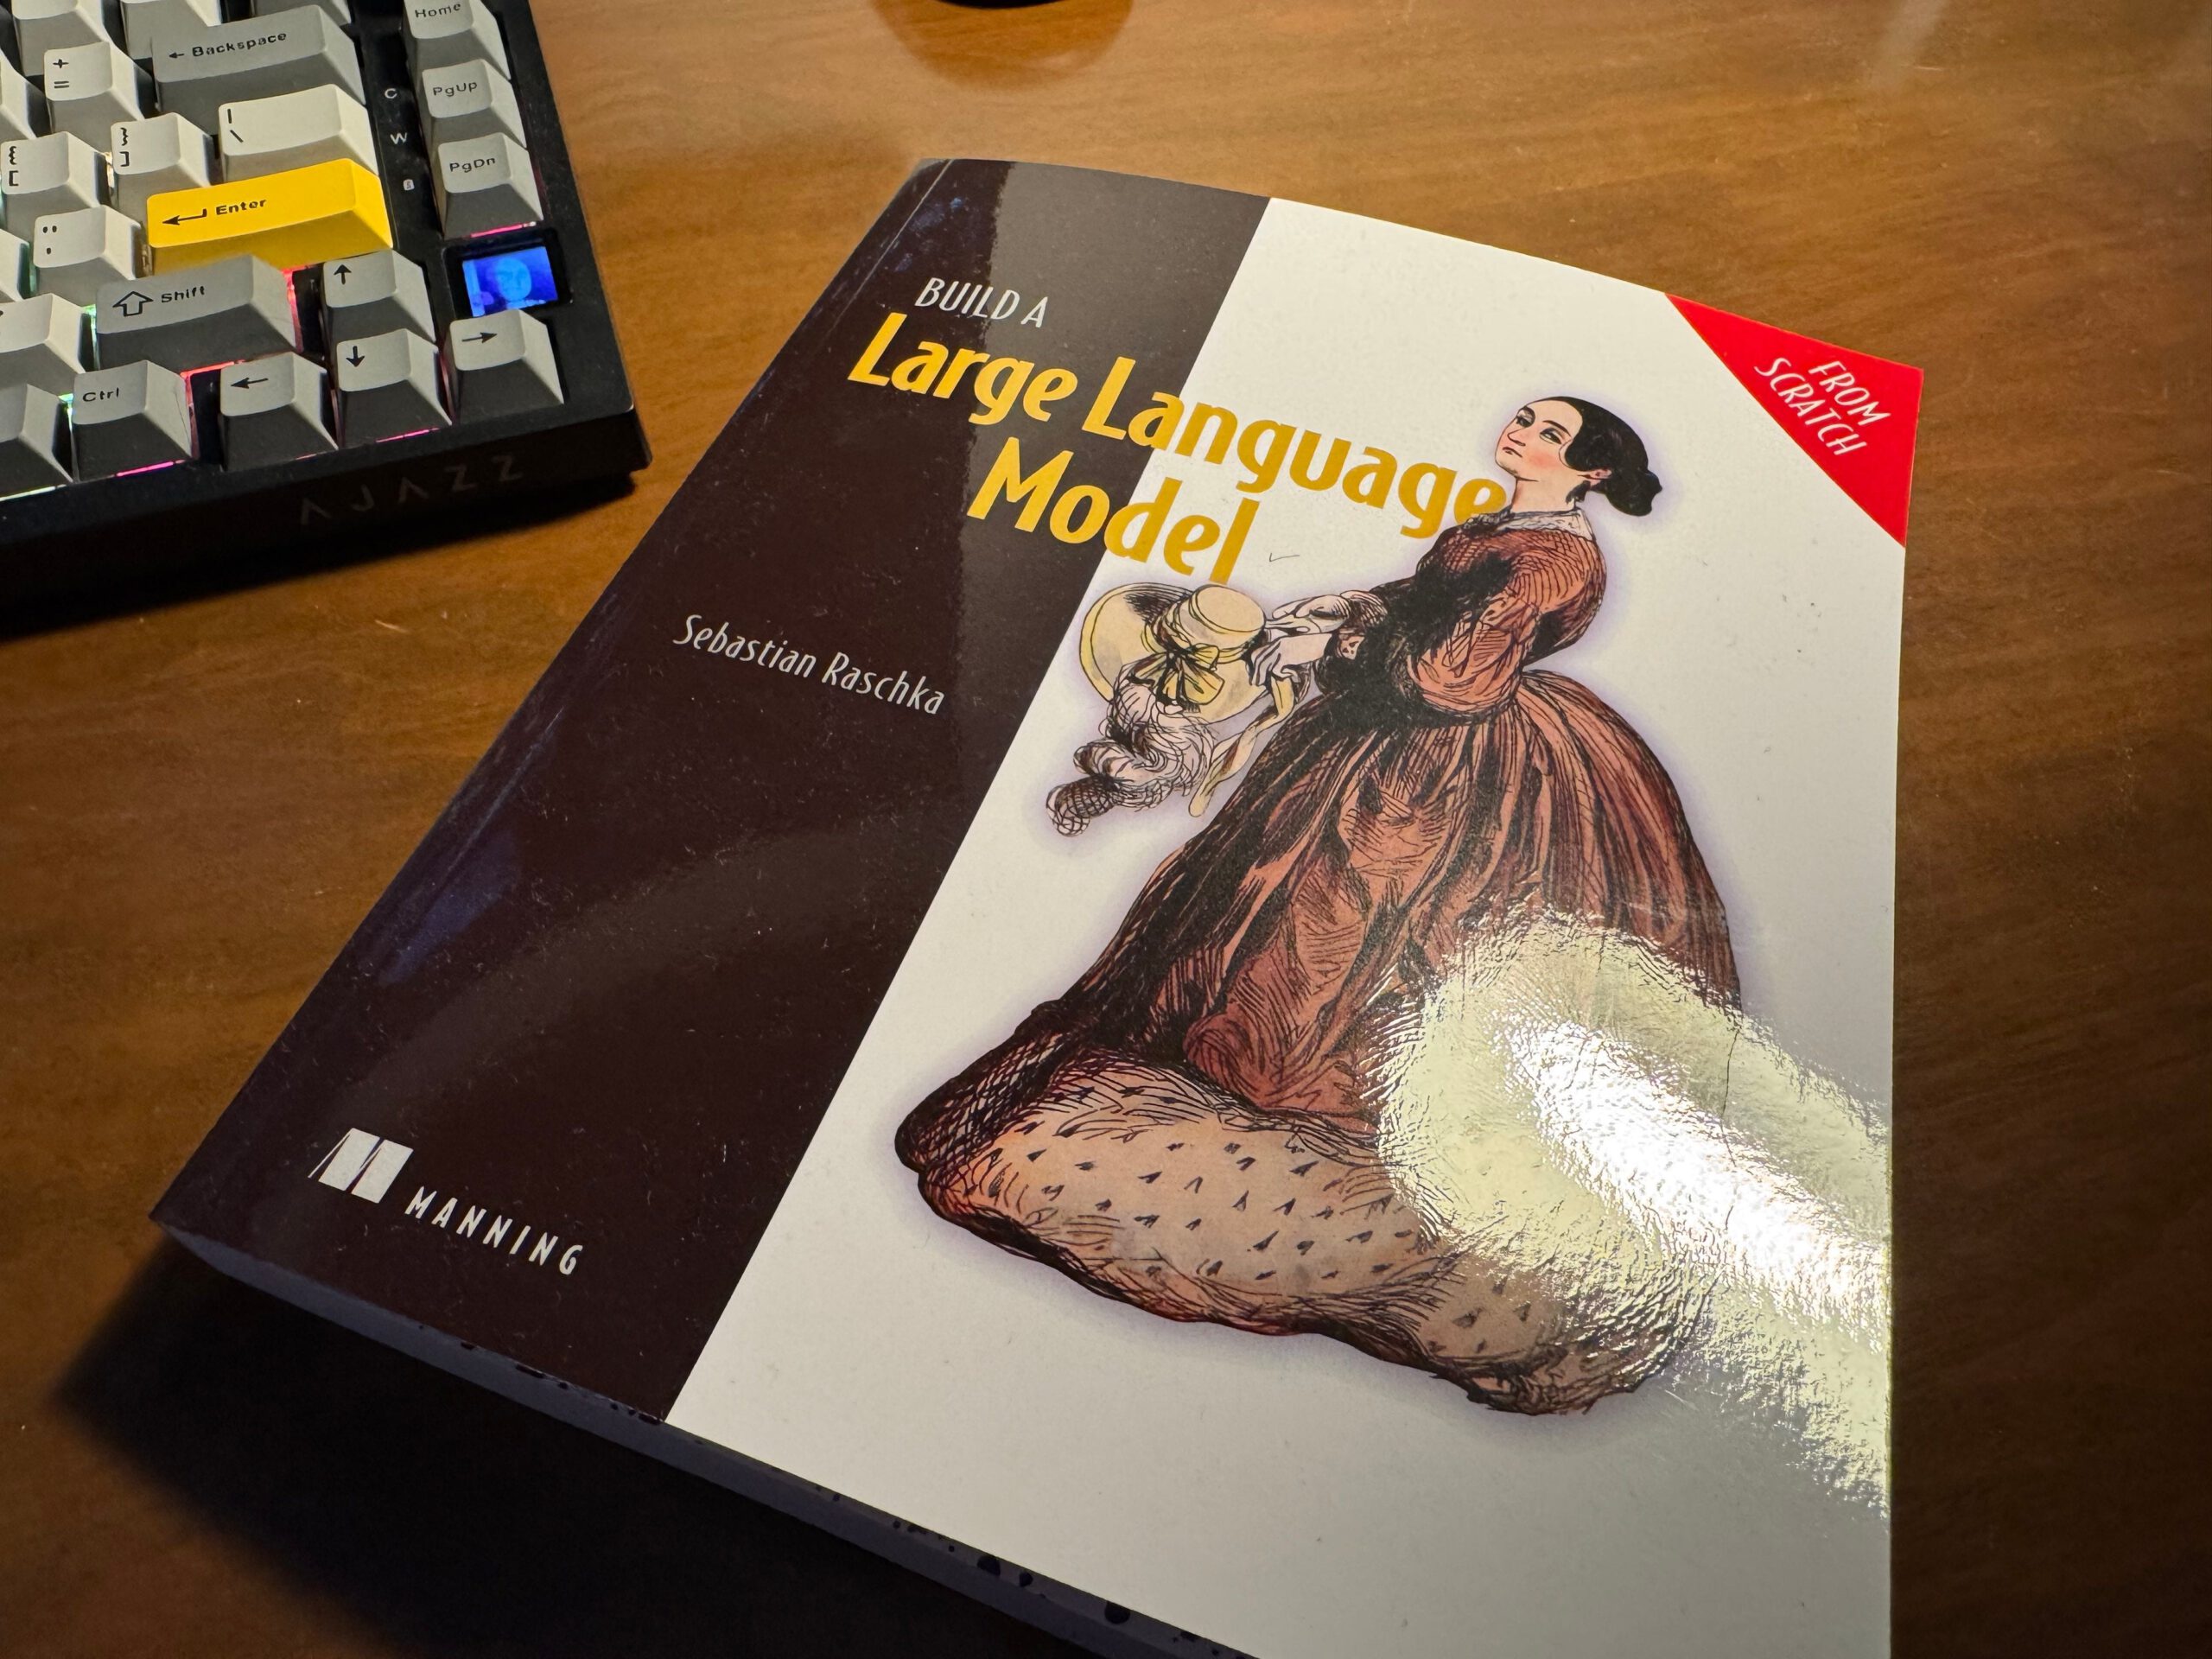 Home
← Backspace
+
=
PgUp
C
|
\
{
[
}
]
W
PgDn
B
← Enter
"
'
Shift
↑
Ctrl
←
↓
→
AJAZZ
BUILD A
Large Language
Model
FROM
SCRATCH
Sebastian Raschka
MANNING